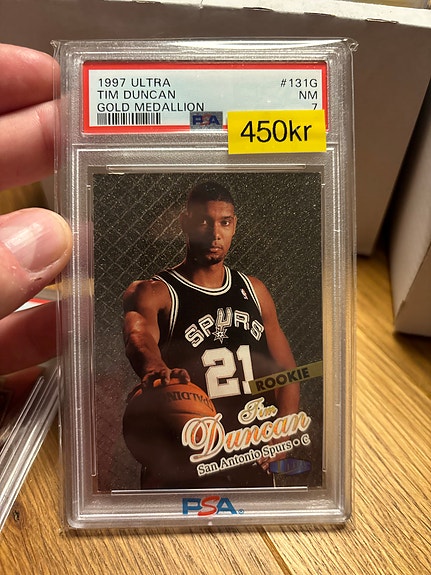 1997 ULTRA #131G
TIM DUNCAN NM
GOLD MEDALLION 7
PSA
450kr
SPURS
21
ROOKIE
SPALDING
Tim
Duncan
San Antonio Spurs • C
PSA